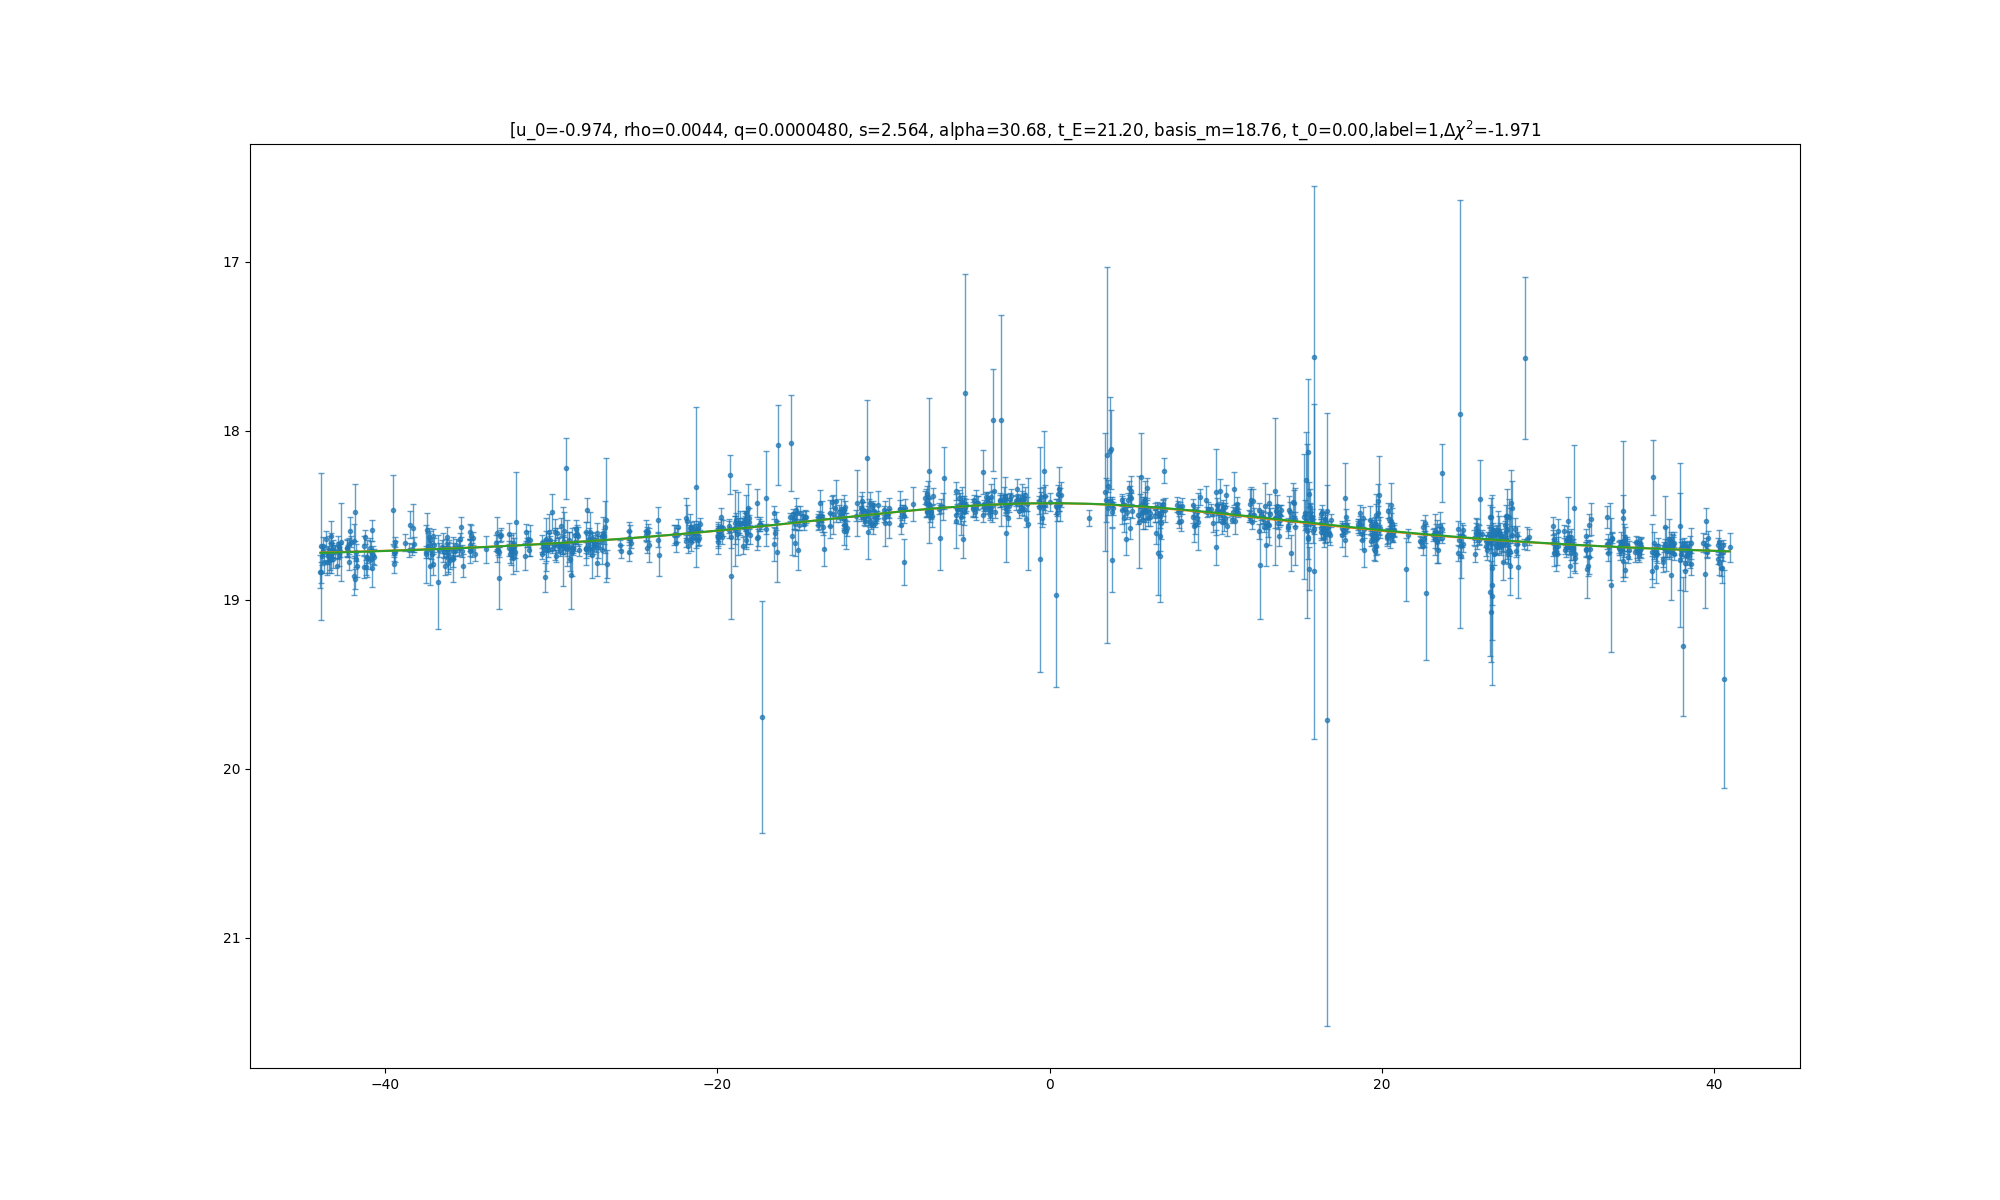 [u_0=-0.974, rho=0.0044, q=0.0000480, s=2.564, alpha=30.68, t_E=21.20, basis_m=18.76, t_0=0.00,label=1,Δχ²=-1.971
17
18
19
20
21
−40 −20 0 20 40